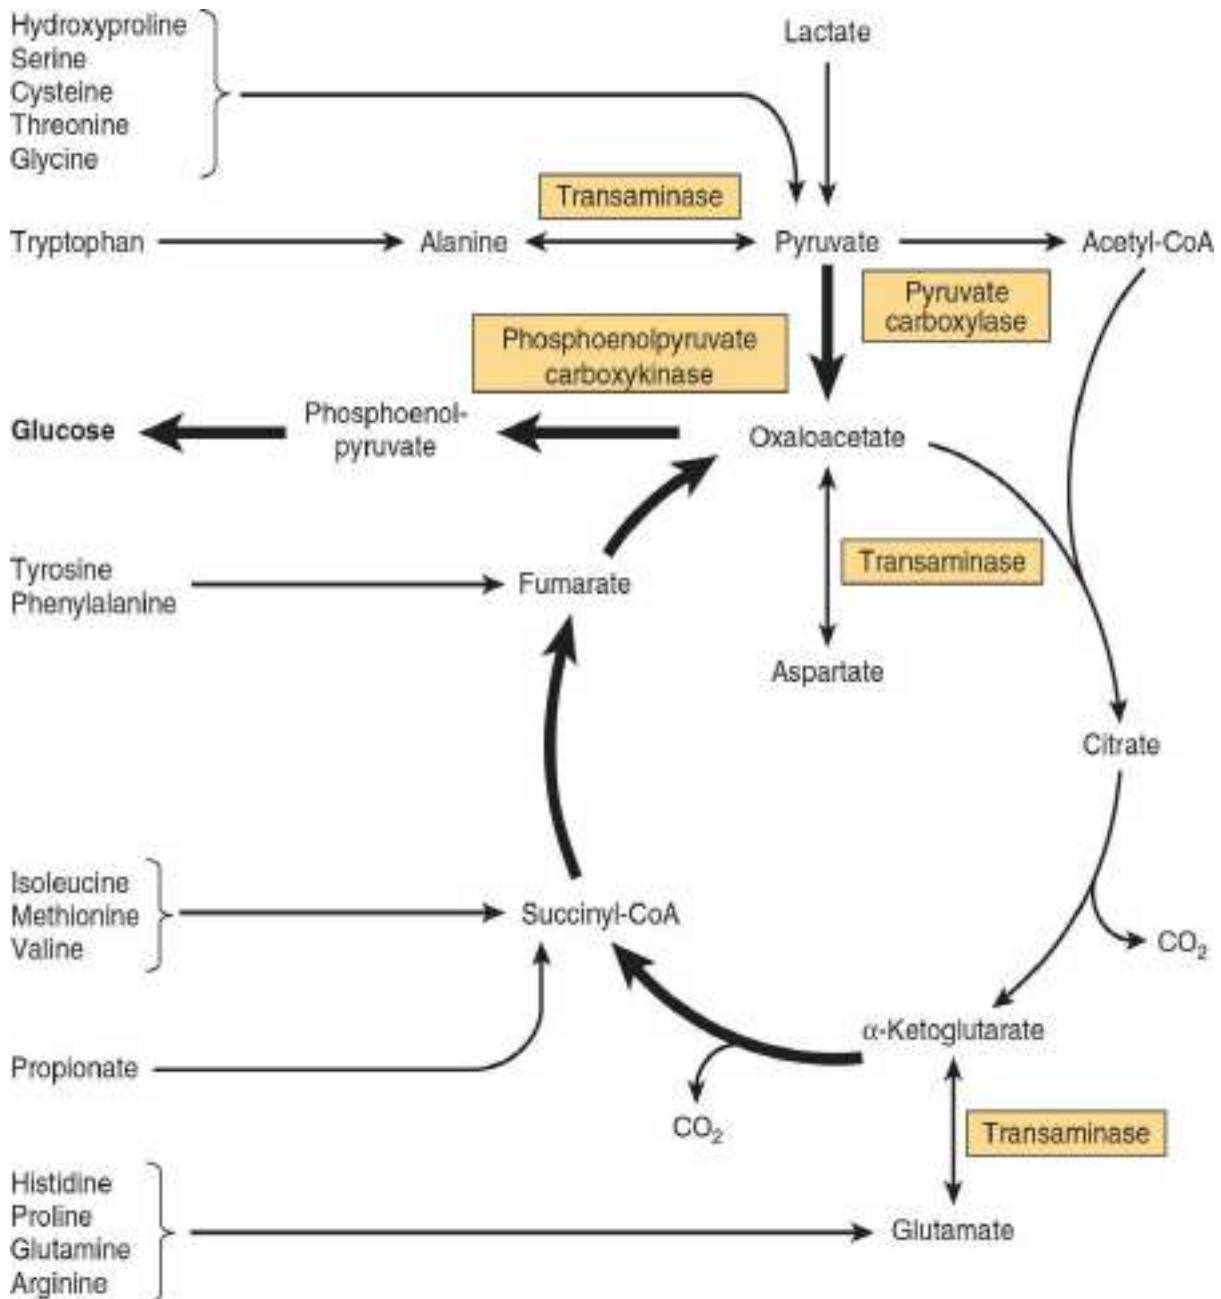 Hydroxyproline
Serine
Cysteine
Threonine
Glycine
Lactate
Transaminase
Tryptophan
Alanine
Pyruvate
Acetyl-CoA
Pyruvate
carboxylase
Phosphoenolpyruvate
carboxykinase
Glucose
Phosphoenol-
pyruvate
Oxaloacetate
Tyrosine
Phenylalanine
Fumarate
Transaminase
Aspartate
Citrate
Isoleucine
Methionine
Valine
Succinyl-CoA
CO2
α-Ketoglutarate
Propionate
CO2
Transaminase
Histidine
Proline
Glutamine
Arginine
Glutamate